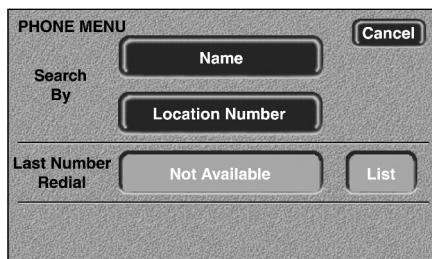 PHONE MENU
Cancel
Search
By
Name
Location Number
Last Number
Redial
Not Available
List